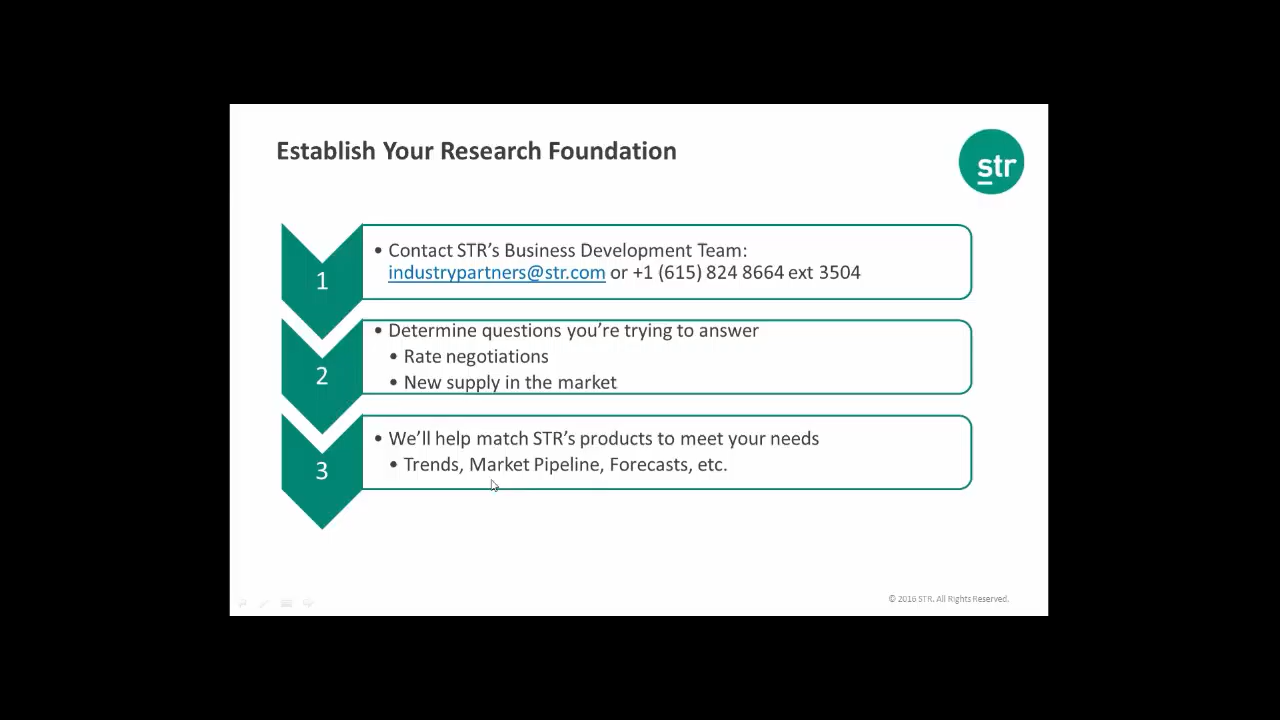 Establish Your Research Foundation
str
1
• Contact STR's Business Development Team:
industrypartners@str.com or +1 (615) 824 8664 ext 3504
2
• Determine questions you're trying to answer
• Rate negotiations
• New supply in the market
3
• We'll help match STR's products to meet your needs
• Trends, Market Pipeline, Forecasts, etc.
© 2016 STR. All Rights Reserved.